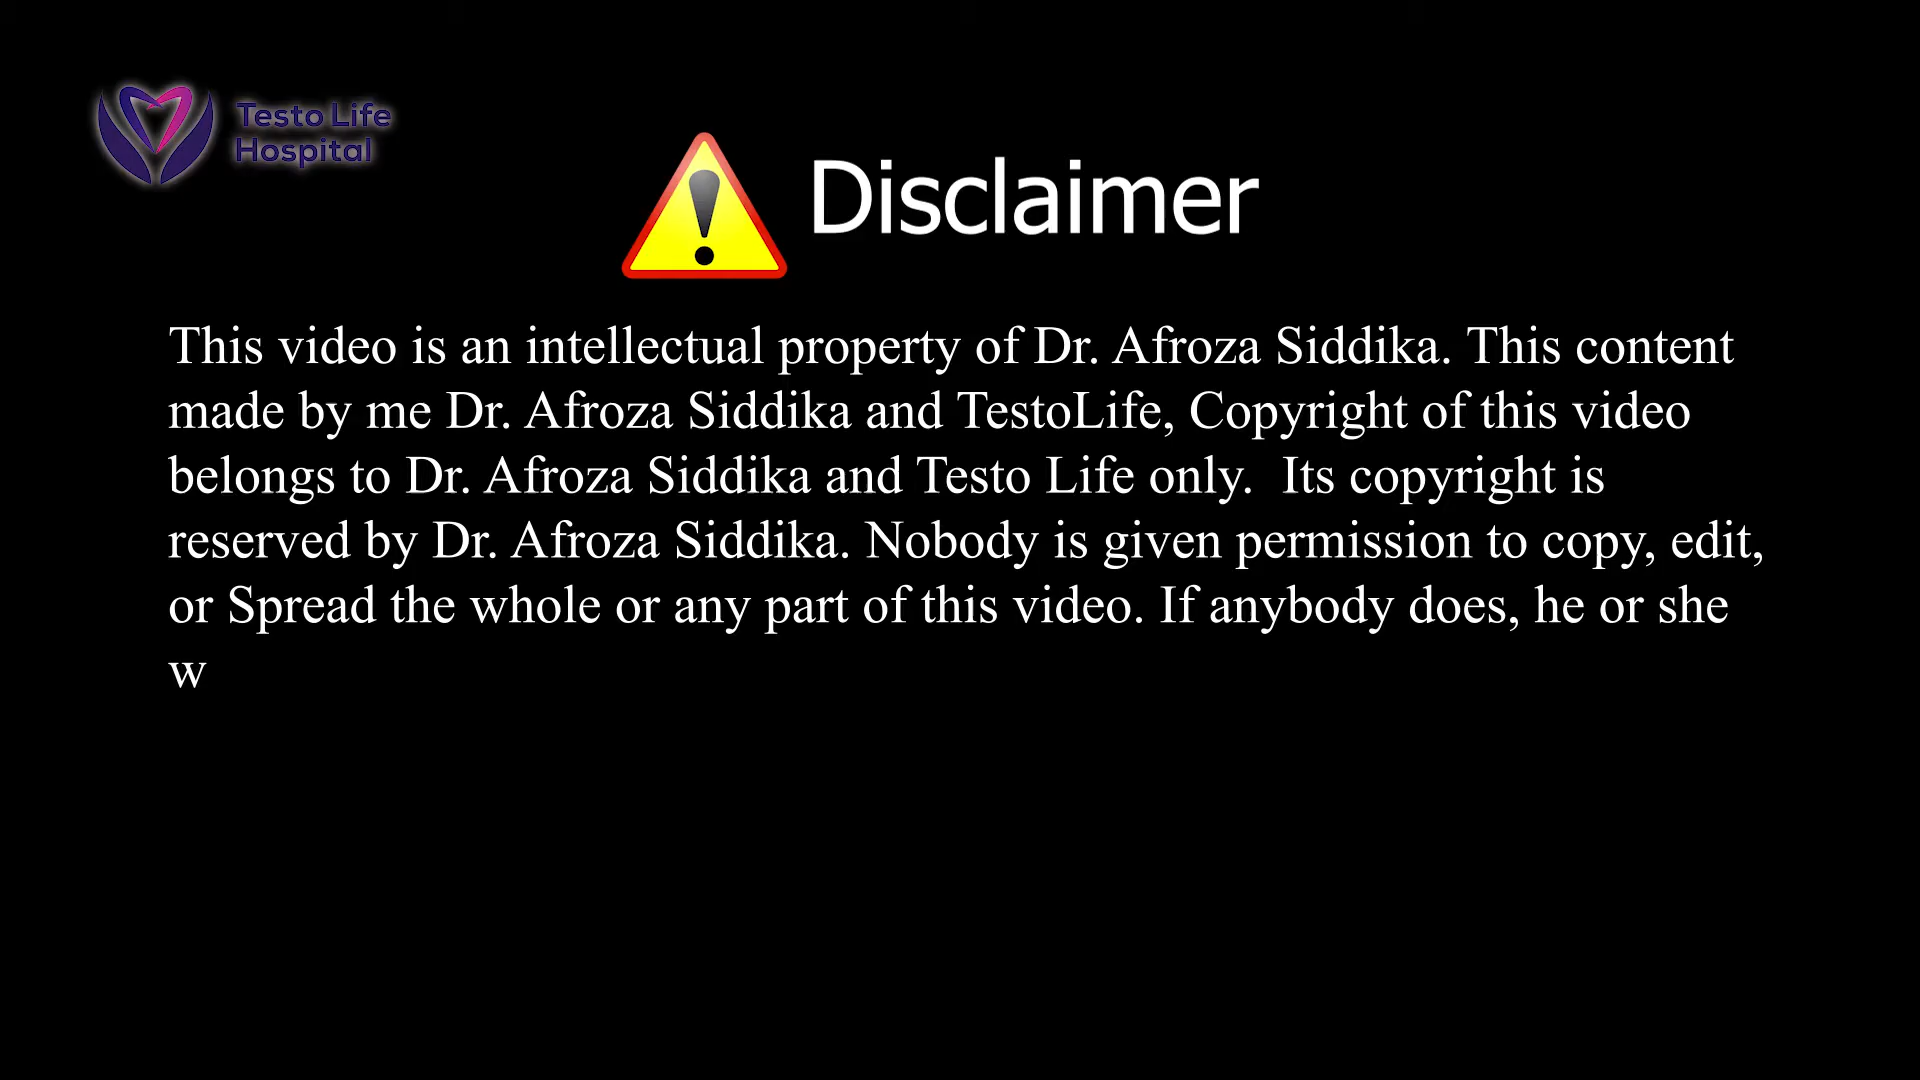 Testo Life
Hospital
Disclaimer
This video is an intellectual property of Dr. Afroza Siddika. This content
made by me Dr. Afroza Siddika and TestoLife, Copyright of this video
belongs to Dr. Afroza Siddika and Testo Life only.  Its copyright is
reserved by Dr. Afroza Siddika. Nobody is given permission to copy, edit,
or Spread the whole or any part of this video. If anybody does, he or she
w